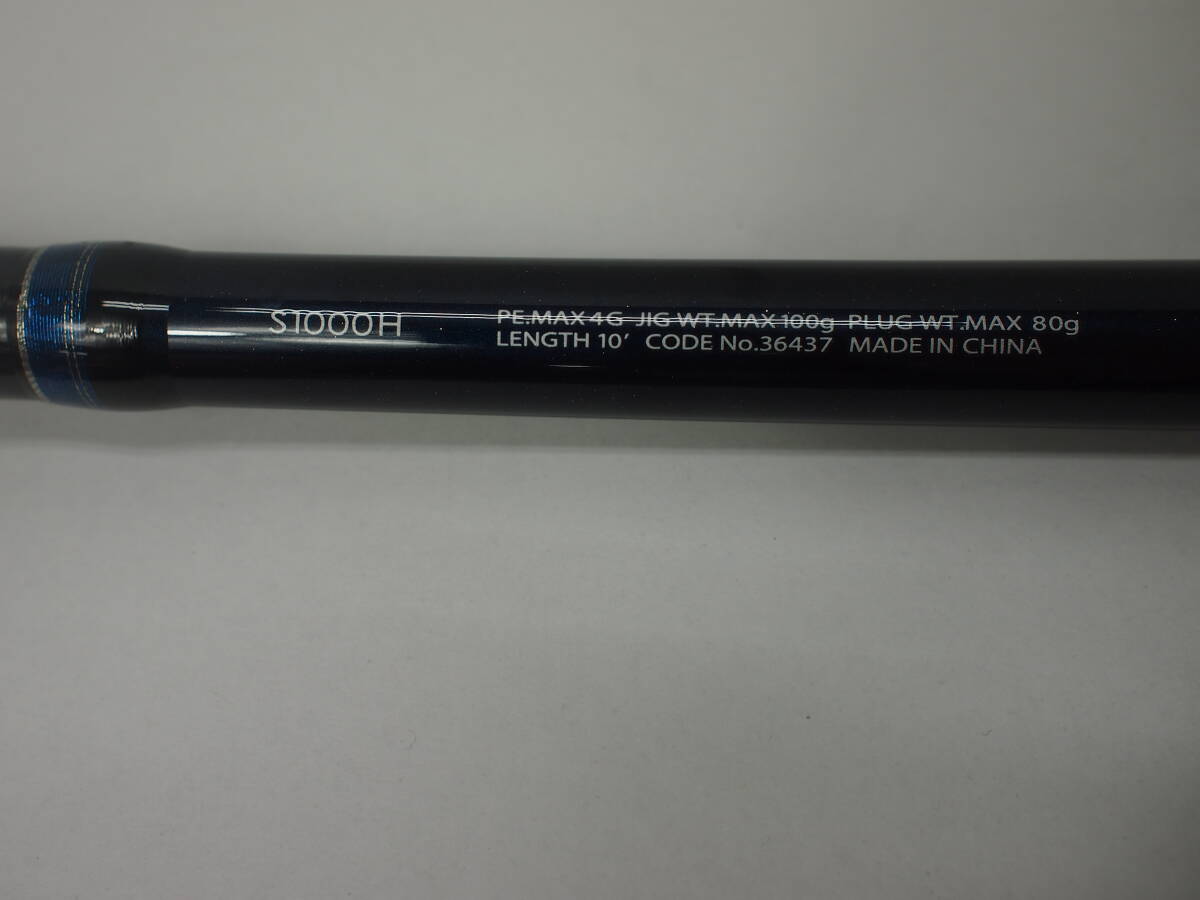 S1000H
PE.MAX 4G JIG WT.MAX 100g PLUG WT.MAX 80g
LENGTH 10' CODE No.36437 MADE IN CHINA